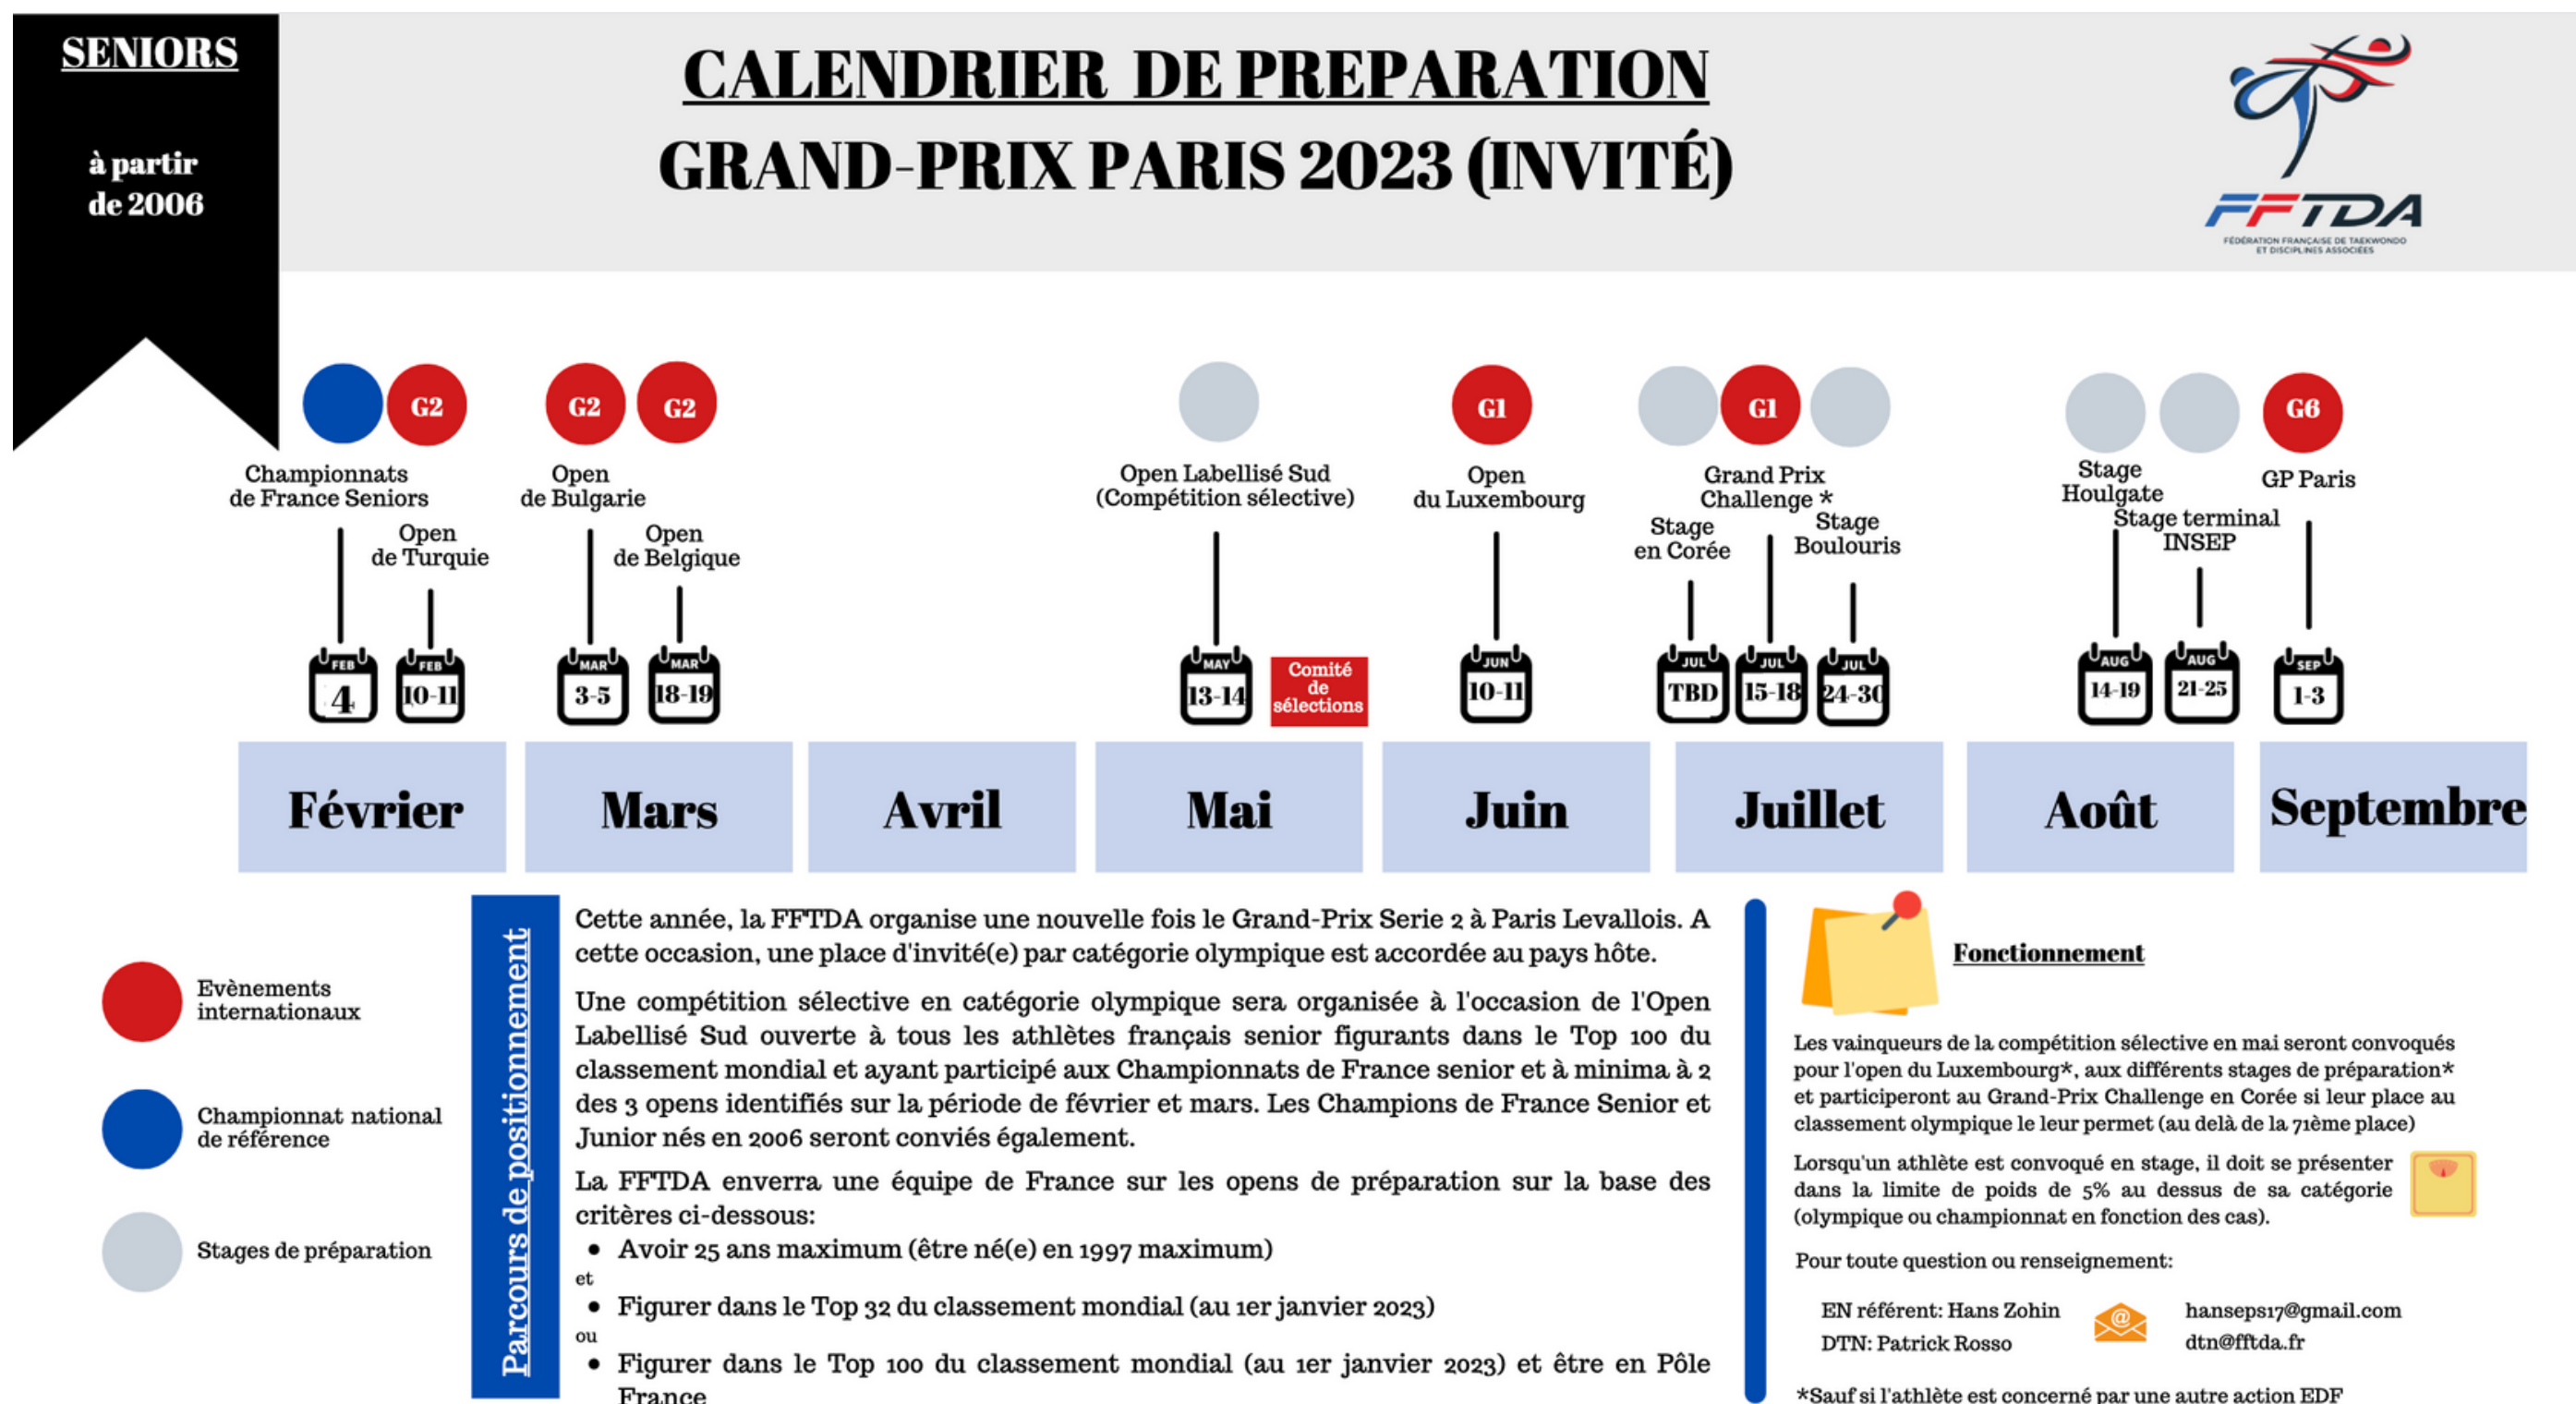 SENIORS
à partir
de 2006
CALENDRIER DE PREPARATION
GRAND-PRIX PARIS 2023 (INVITÉ)
FFTDA
FÉDÉRATION FRANÇAISE DE TAEKWONDO
ET DISCIPLINES ASSOCIÉES
G2
G2
G2
G1
G1
G6
Championnats
de France Seniors
Open
de Turquie
Open
de Bulgarie
Open
de Belgique
Open Labellisé Sud
(Compétition sélective)
Open
du Luxembourg
Grand Prix
Challenge *
Stage
en Corée
Stage
Boulouris
Stage
Houlgate
Stage terminal
INSEP
GP Paris
FEB
4
FEB
10-11
MAR
3-5
MAR
18-19
MAY
13-14
Comité
de
sélections
JUN
10-11
JUL
TBD
JUL
15-18
JUL
24-30
AUG
14-19
AUG
21-25
SEP
1-3
Février
Mars
Avril
Mai
Juin
Juillet
Août
Septembre
Evènements
internationaux
Championnat national
de référence
Stages de préparation
Parcours de positionnement
Cette année, la FFTDA organise une nouvelle fois le Grand-Prix Serie 2 à Paris Levallois. A
cette occasion, une place d'invité(e) par catégorie olympique est accordée au pays hôte.
Une compétition sélective en catégorie olympique sera organisée à l'occasion de l'Open
Labellisé Sud ouverte à tous les athlètes français senior figurants dans le Top 100 du
classement mondial et ayant participé aux Championnats de France senior et à minima à 2
des 3 opens identifiés sur la période de février et mars. Les Champions de France Senior et
Junior nés en 2006 seront conviés également.
La FFTDA enverra une équipe de France sur les opens de préparation sur la base des
critères ci-dessous:
• Avoir 25 ans maximum (être né(e) en 1997 maximum)
et
• Figurer dans le Top 32 du classement mondial (au 1er janvier 2023)
ou
• Figurer dans le Top 100 du classement mondial (au 1er janvier 2023) et être en Pôle
France
Fonctionnement
Les vainqueurs de la compétition sélective en mai seront convoqués
pour l'open du Luxembourg*, aux différents stages de préparation*
et participeront au Grand-Prix Challenge en Corée si leur place au
classement olympique le leur permet (au delà de la 71ème place)
Lorsqu'un athlète est convoqué en stage, il doit se présenter
dans la limite de poids de 5% au dessus de sa catégorie
(olympique ou championnat en fonction des cas).
Pour toute question ou renseignement:
EN référent: Hans Zohin
DTN: Patrick Rosso
@
hanseps17@gmail.com
dtn@fftda.fr
*Sauf si l'athlète est concerné par une autre action EDF